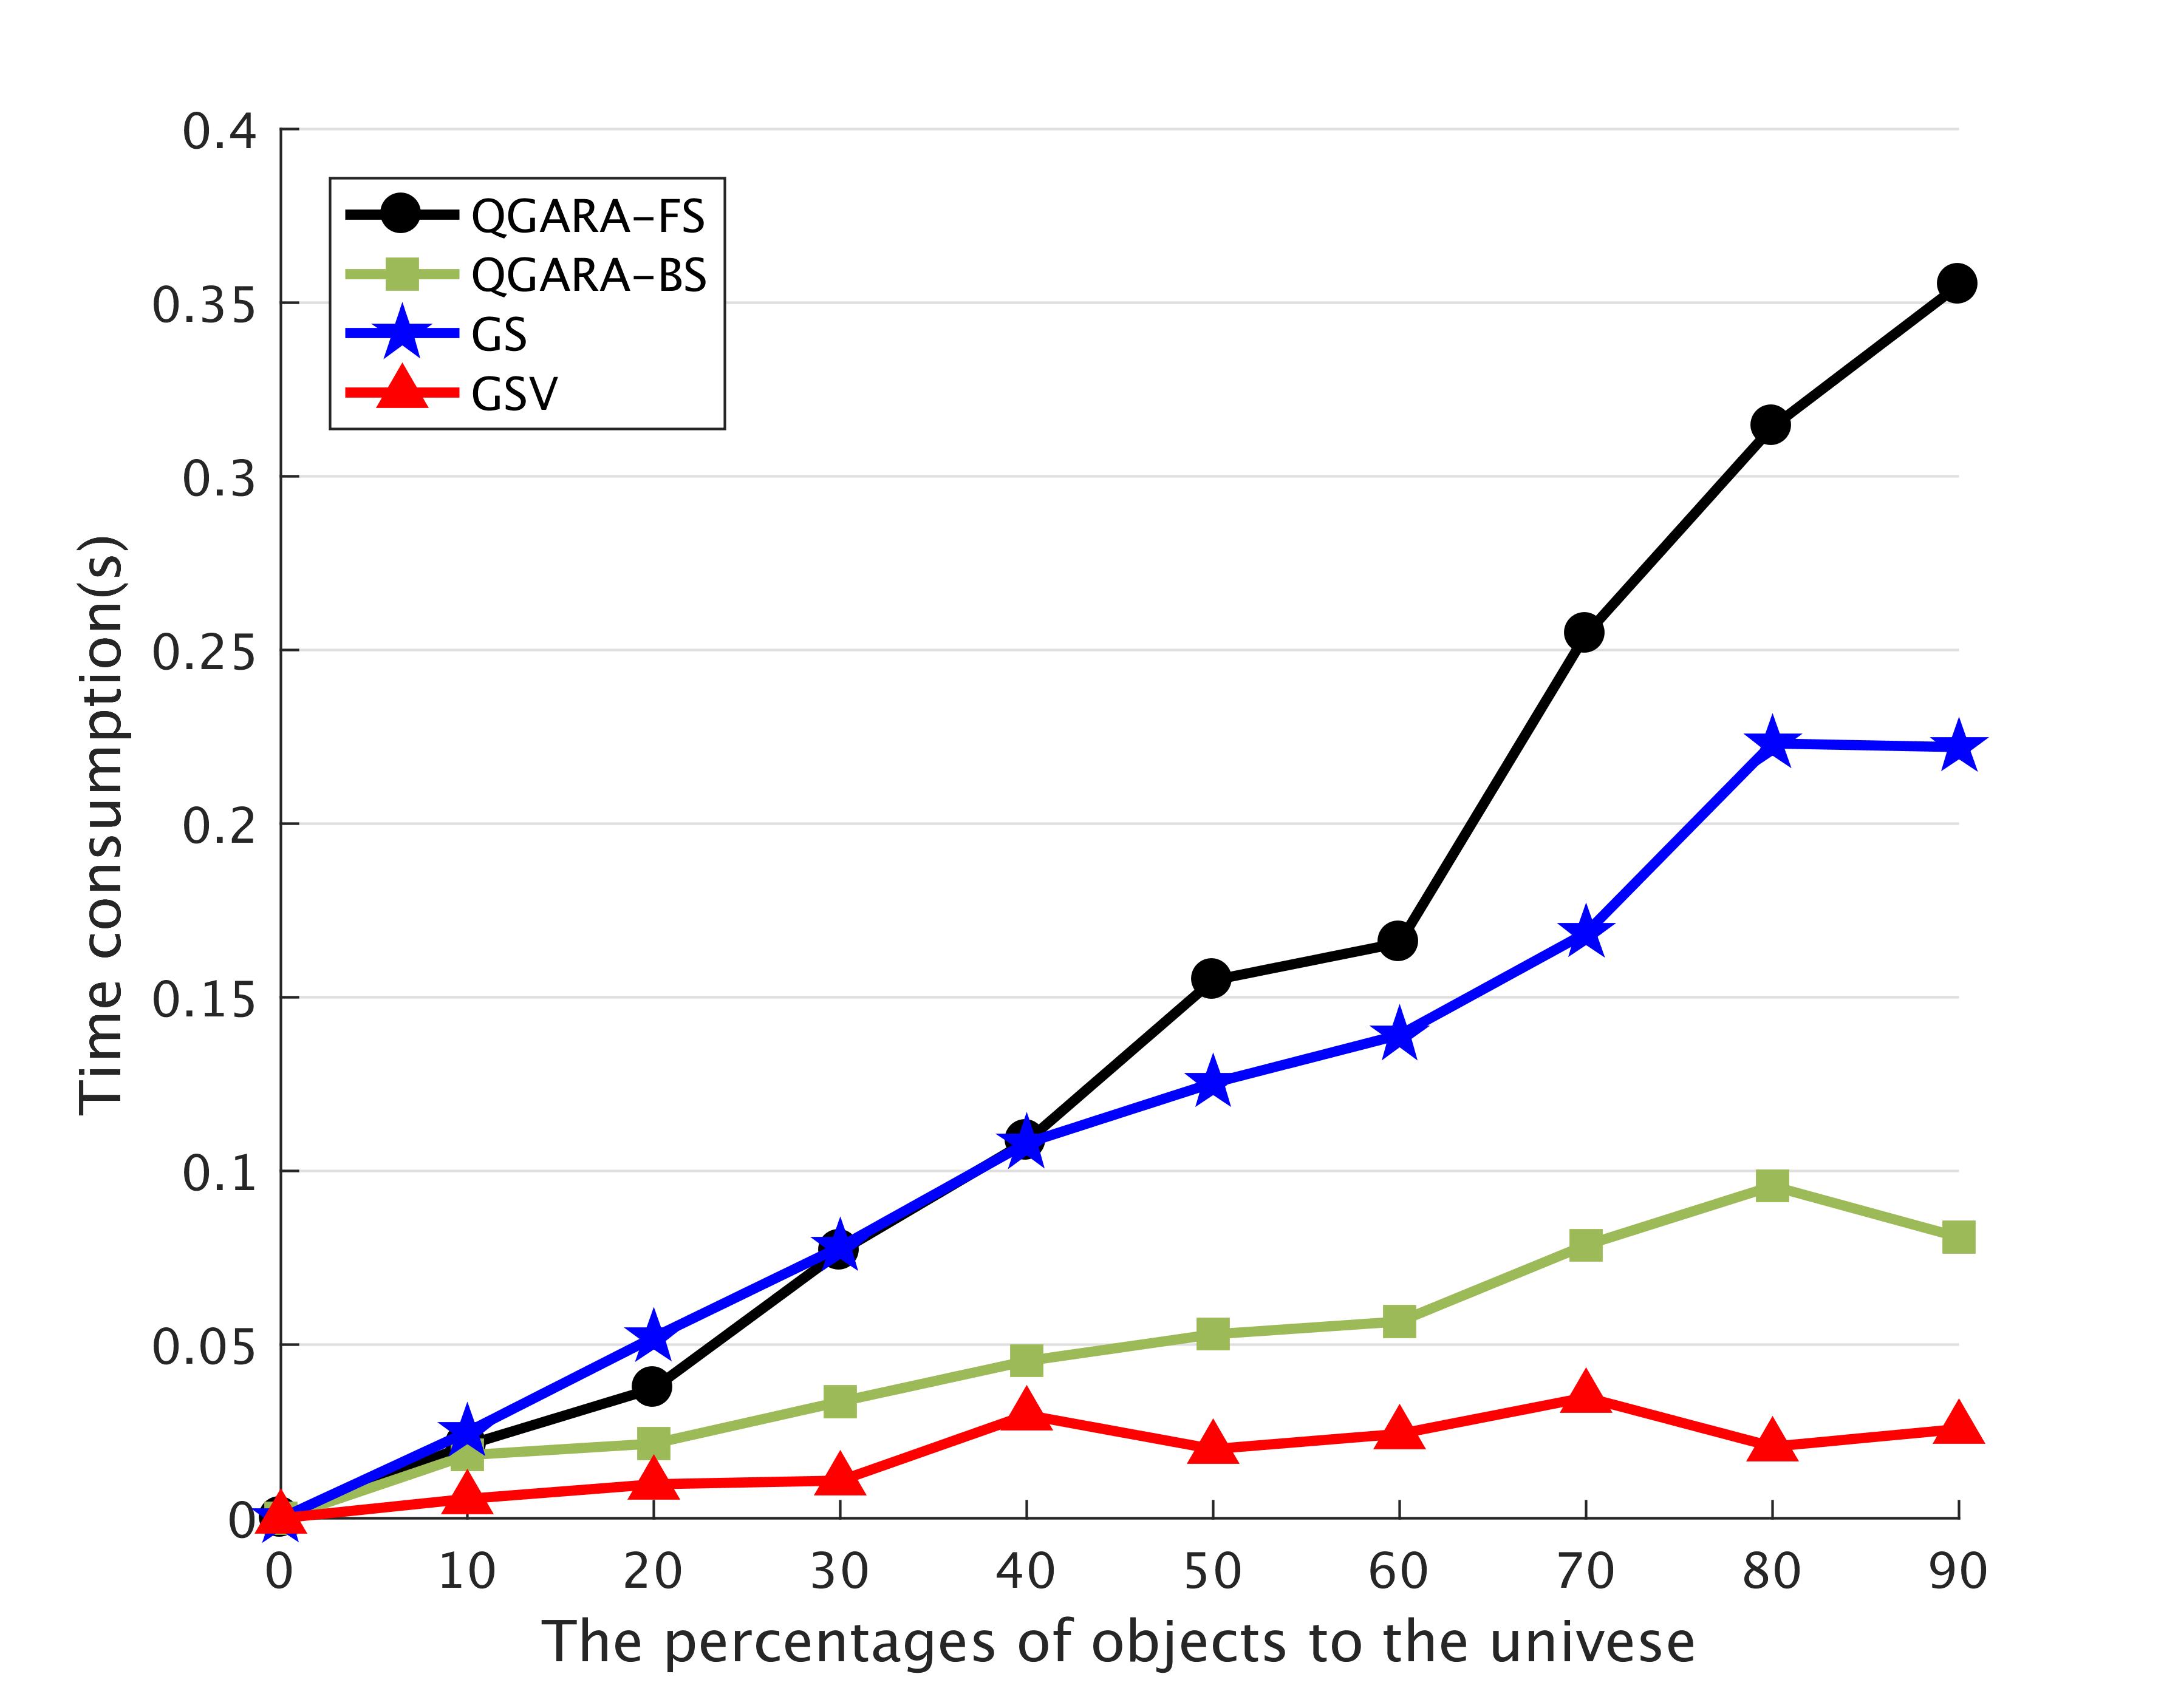 0.4
0.35
0.3
0.25
0.2
0.15
0.1
0.05
0
Time consumption(s)
QGARA-FS
QGARA-BS
GS
GSV
0 10 20 30 40 50 60 70 80 90
The percentages of objects to the univese